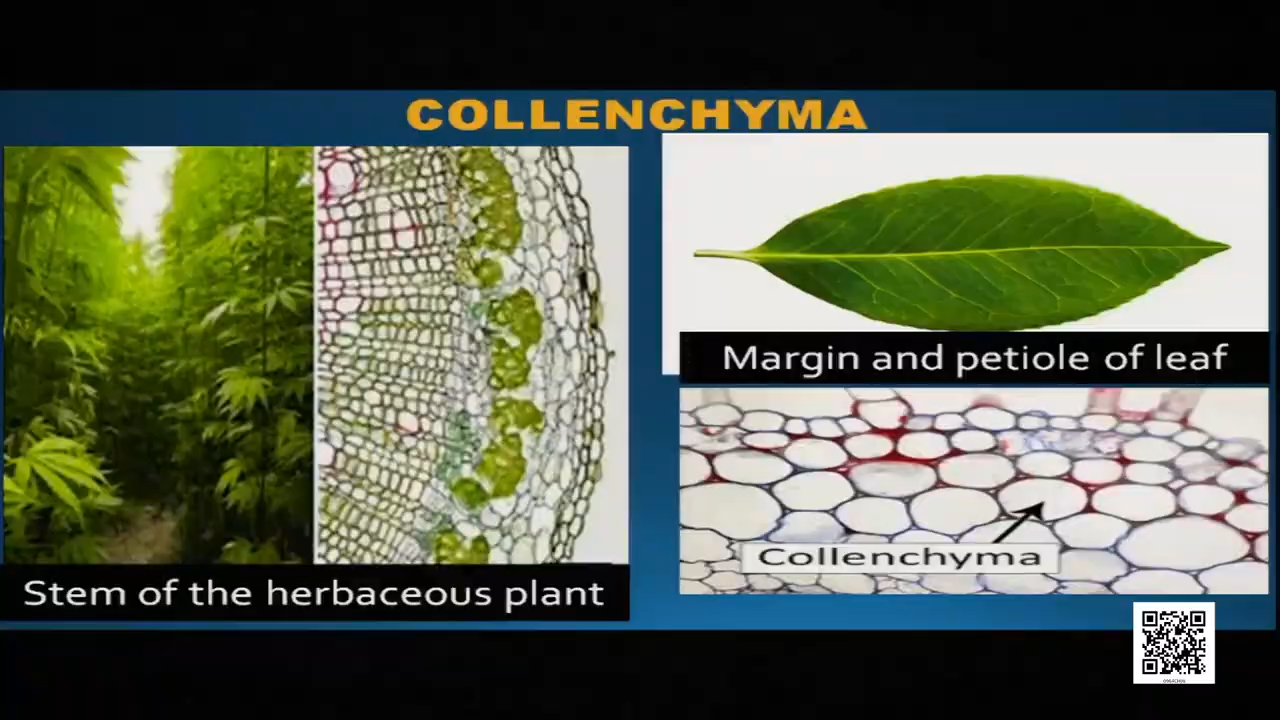 COLLENCHYMA
Stem of the herbaceous plant
Margin and petiole of leaf
Collenchyma